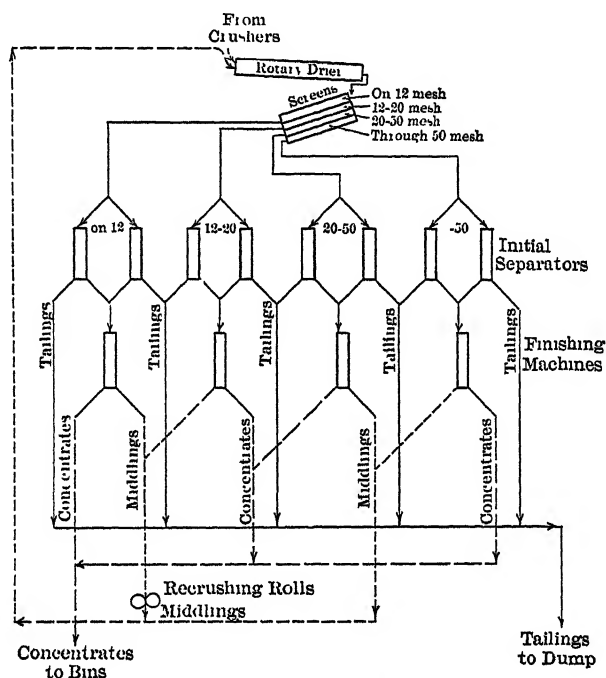 From
Crushers
Rotary Drier
Screens
On 12 mesh
12-20 mesh
20-50 mesh
Through 50 mesh
on 12
12-20
20-50
-50
Initial
Separators
Tailings
Tailings
Tailings
Tailings
Tailings
Finishing
Machines
Concentrates
Middlings
Concentrates
Middlings
Concentrates
Recrushing Rolls
Middlings
Concentrates
to Bins
Tailings
to Dump